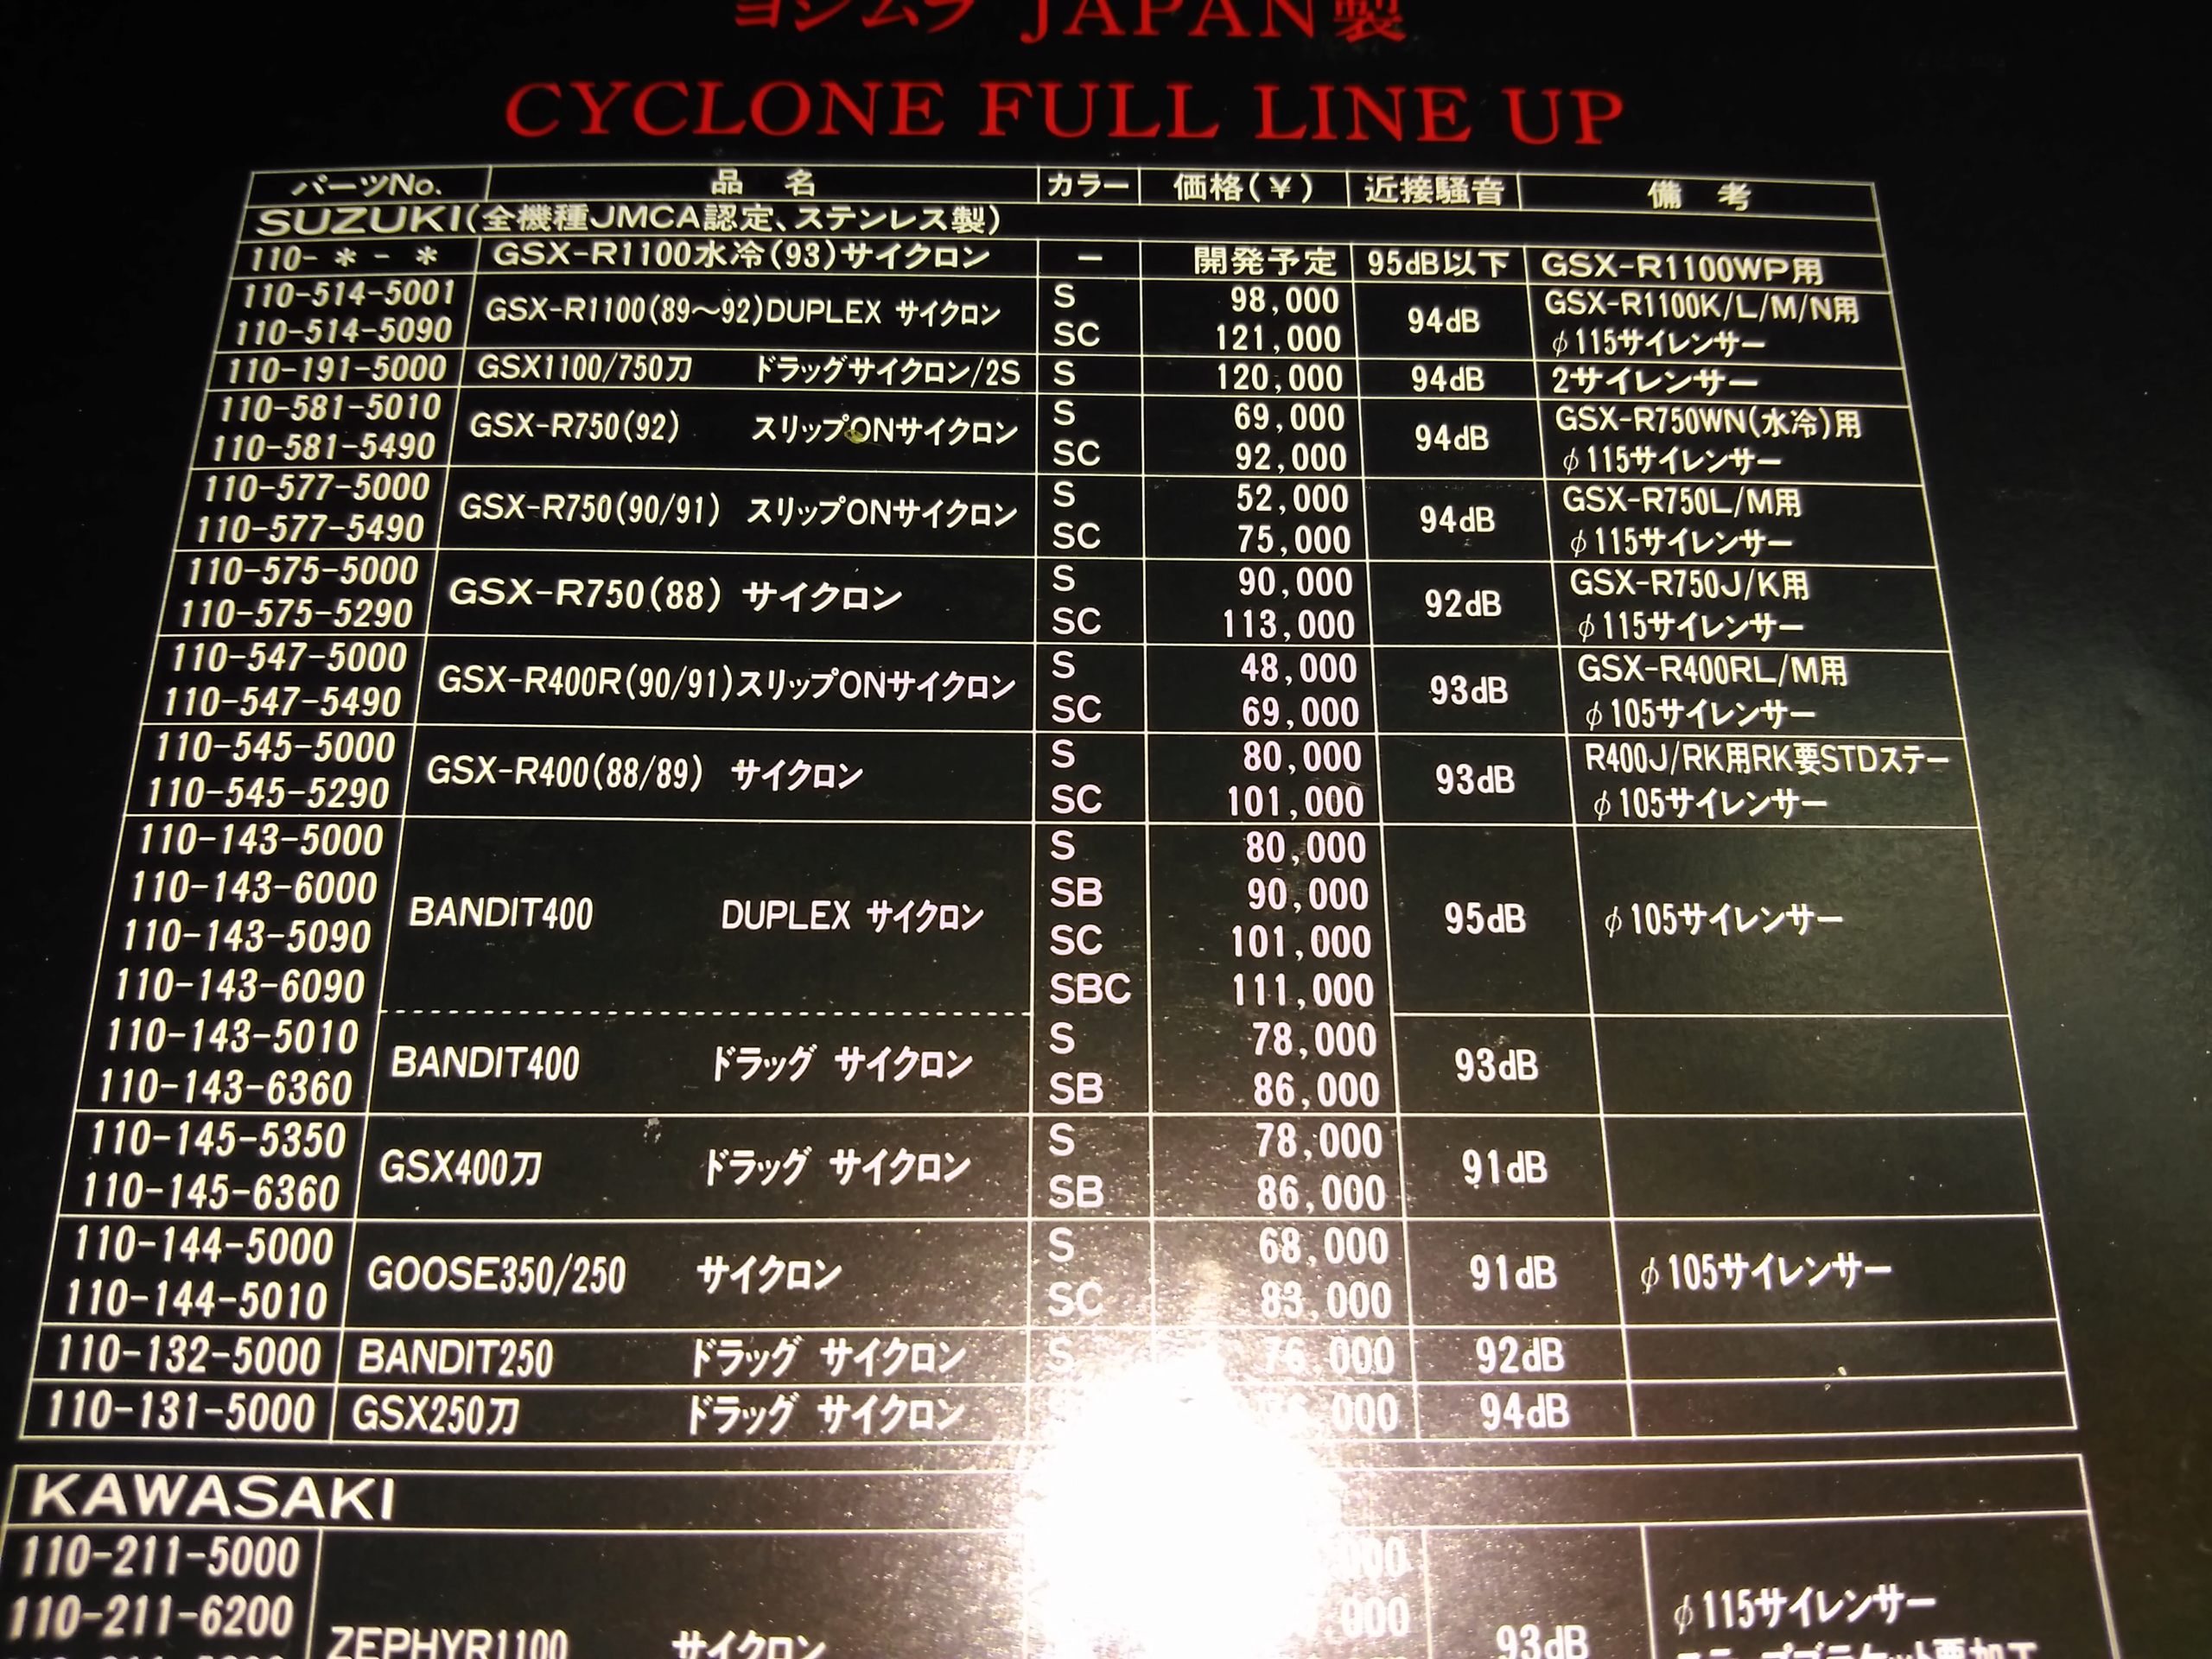 ヨシムラ JAPAN製
CYCLONE FULL LINE UP
パーツNo. 品 名 カラー 価格(¥) 近接騒音 備 考
SUZUKI(全機種JMCA認定、ステンレス製)
110-＊-＊ GSX-R1100水冷(93)サイクロン － 開発予定 95dB以下 GSX-R1100WP用
110-514-5001 GSX-R1100(89〜92)DUPLEX サイクロン S 98,000 94dB GSX-R1100K/L/M/N用
110-514-5090 SC 121,000 φ115サイレンサー
110-191-5000 GSX1100/750刀 ドラッグサイクロン/2S S 120,000 94dB 2サイレンサー
110-581-5010 GSX-R750(92) スリップONサイクロン S 69,000 94dB GSX-R750WN(水冷)用
110-581-5490 SC 92,000 φ115サイレンサー
110-577-5000 GSX-R750(90/91) スリップONサイクロン S 52,000 94dB GSX-R750L/M用
110-577-5490 SC 75,000 φ115サイレンサー
110-575-5000 GSX-R750(88) サイクロン S 90,000 92dB GSX-R750J/K用
110-575-5290 SC 113,000 φ115サイレンサー
110-547-5000 GSX-R400R(90/91)スリップONサイクロン S 48,000 93dB GSX-R400RL/M用
110-547-5490 SC 69,000 φ105サイレンサー
110-545-5000 GSX-R400(88/89) サイクロン S 80,000 93dB R400J/RK用RK要STDステー
110-545-5290 SC 101,000 φ105サイレンサー
110-143-5000 S 80,000
110-143-6000 BANDIT400 DUPLEX サイクロン SB 90,000 95dB φ105サイレンサー
110-143-5090 SC 101,000
110-143-6090 SBC 111,000
110-143-5010 BANDIT400 ドラッグ サイクロン S 78,000 93dB
110-143-6360 SB 86,000
110-145-5350 GSX400刀 ドラッグ サイクロン S 78,000 91dB
110-145-6360 SB 86,000
110-144-5000 GOOSE350/250 サイクロン S 68,000 91dB φ105サイレンサー
110-144-5010 SC 83,000
110-132-5000 BANDIT250 ドラッグ サイクロン S 76,000 92dB
110-131-5000 GSX250刀 ドラッグ サイクロン 000 94dB
KAWASAKI
110-211-5000
110-211-6200 φ115サイレンサー
ZEPHYR1100 サイクロン 93dB